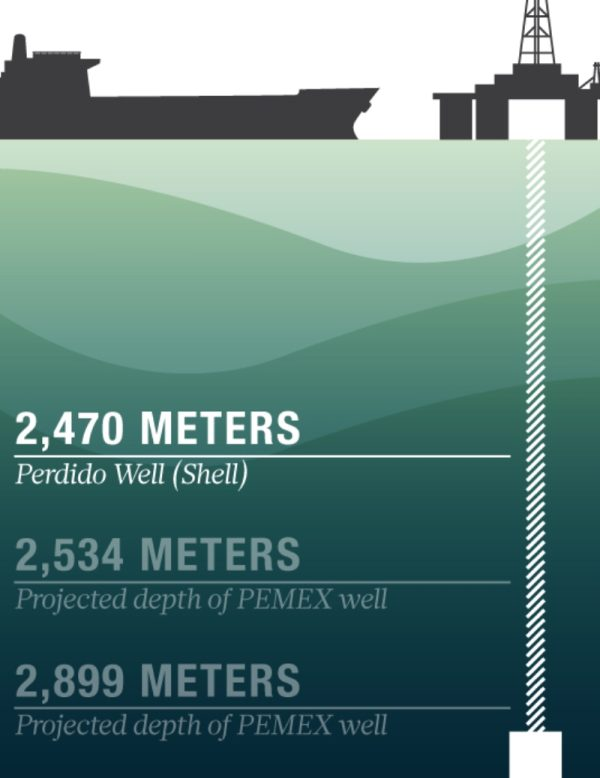 2,470 METERS
Perdido Well (Shell)
2,534 METERS
Projected depth of PEMEX well
2,899 METERS
Projected depth of PEMEX well